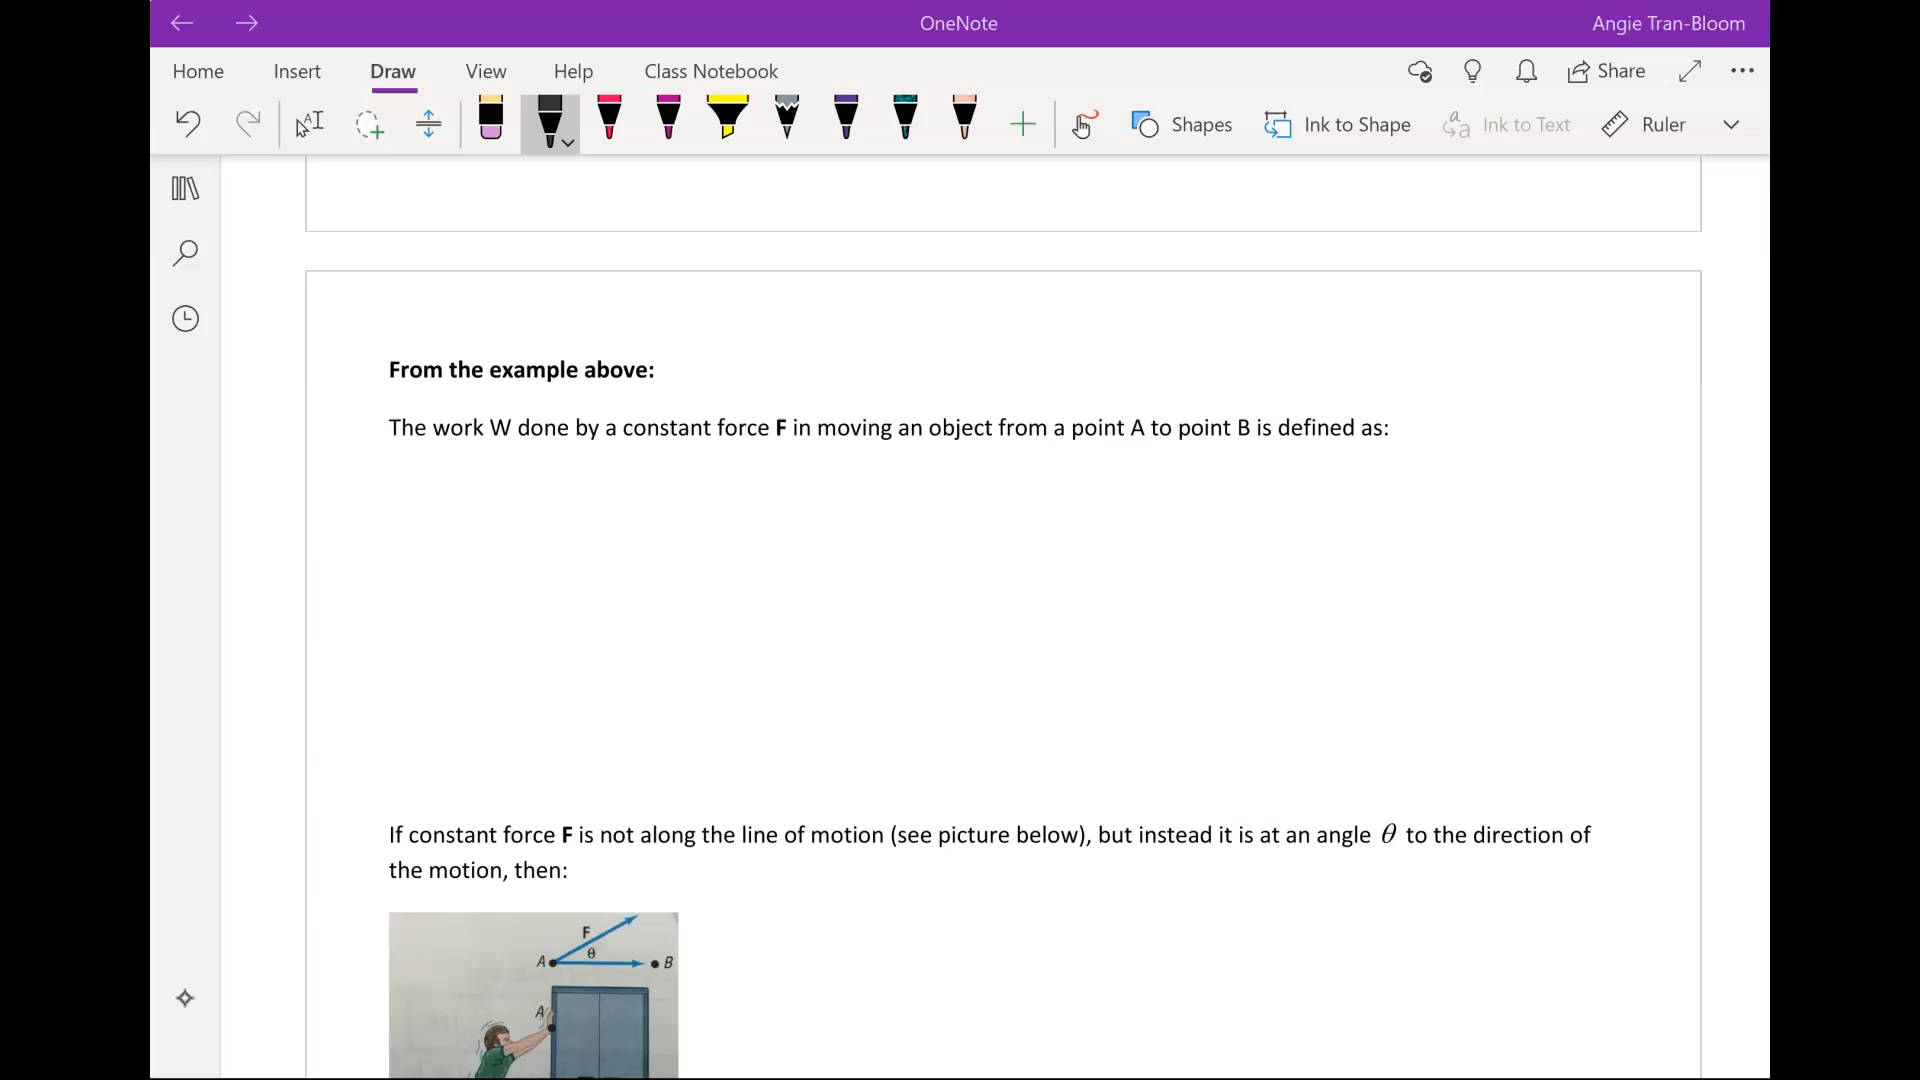 OneNote
Angie Tran-Bloom
Home Insert Draw View Help Class Notebook
Share
Shapes Ink to Shape Ink to Text Ruler
From the example above:
The work W done by a constant force F in moving an object from a point A to point B is defined as:
If constant force F is not along the line of motion (see picture below), but instead it is at an angle θ to the direction of
the motion, then:
F
θ
A B
A